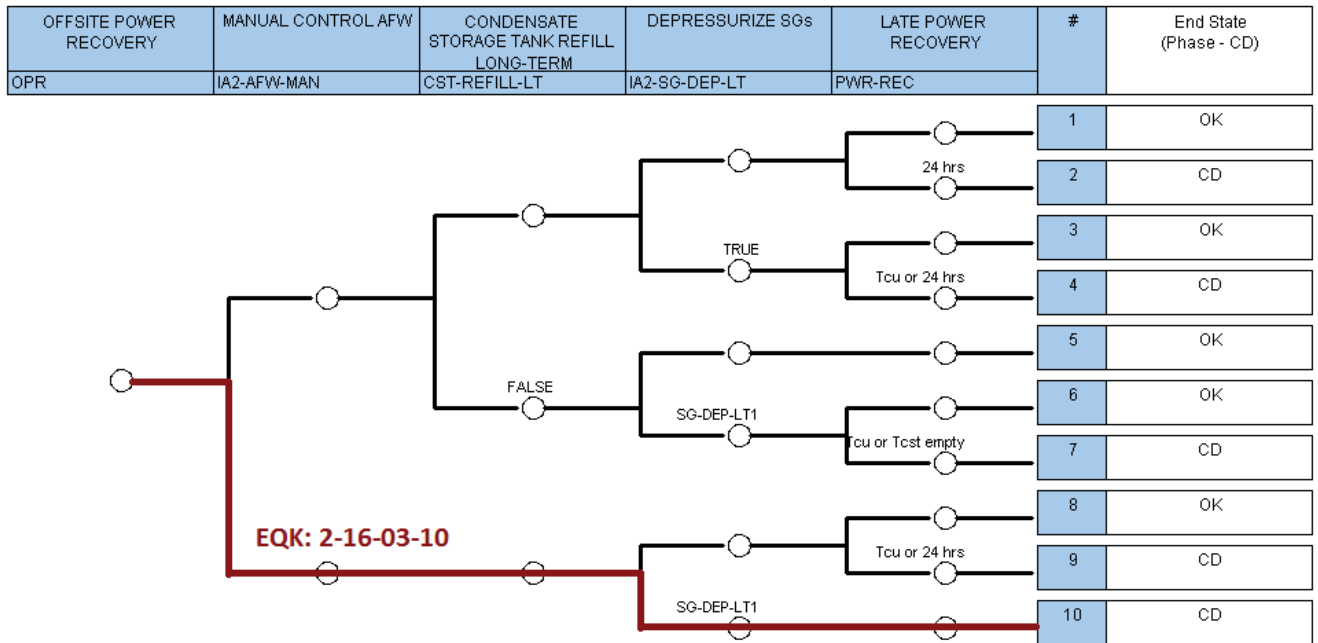 OFFSITE POWER
RECOVERY
MANUAL CONTROL AFW
CONDENSATE
STORAGE TANK REFILL
LONG-TERM
DEPRESSURIZE SGs
LATE POWER
RECOVERY
#
End State
(Phase - CD)
OPR
IA2-AFW-MAN
CST-REFILL-LT
IA2-SG-DEP-LT
PWR-REC
1
OK
24 hrs
2
CD
3
OK
TRUE
Tcu or 24 hrs
4
CD
5
OK
FALSE
6
OK
SG-DEP-LT1
Tcu or Tcst empty
7
CD
8
OK
EQK: 2-16-03-10
Tcu or 24 hrs
9
CD
SG-DEP-LT1
10
CD